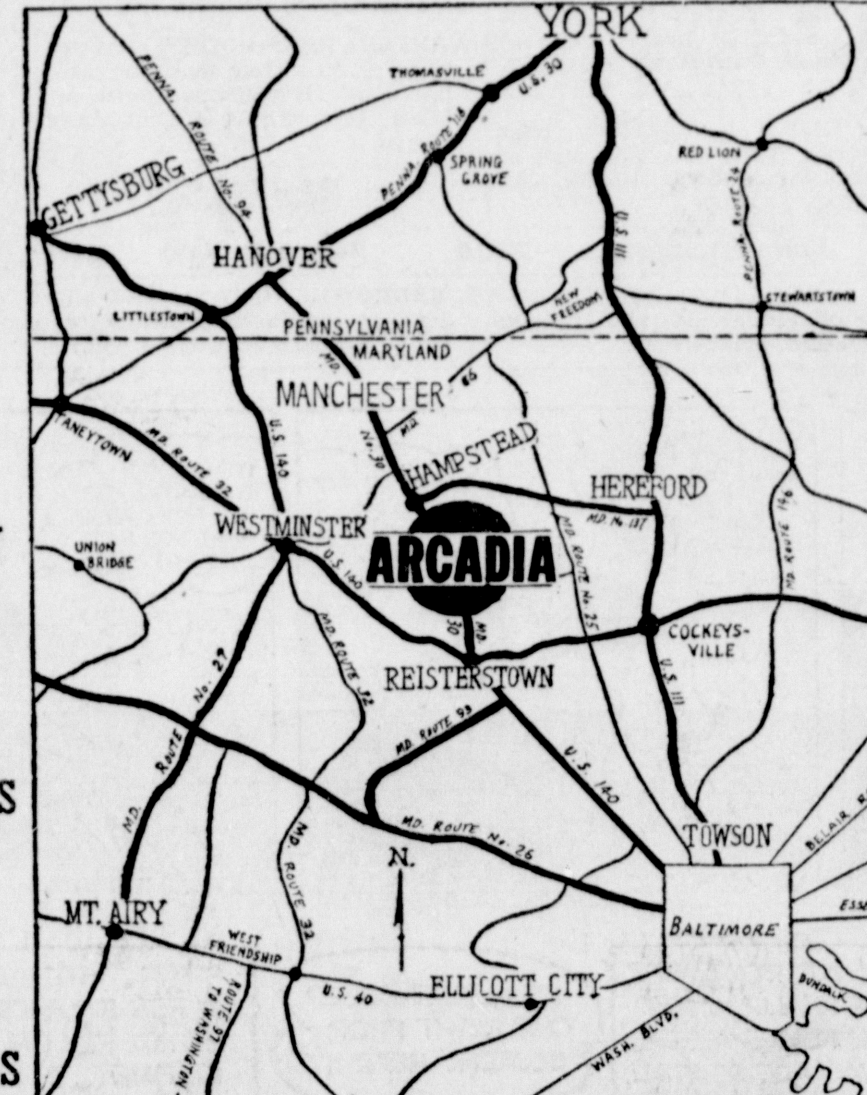 YORK
THOMASVILLE
U.S. 30
PENNA. ROUTE No. 94
PENNA. ROUTE 116
SPRING
GROVE
RED LION
PENNA ROUTE 24
GETTYSBURG
U.S. 111
HANOVER
NEW
FREEDOM
STEWARTSTOWN
LITTLESTOWN
PENNSYLVANIA
MARYLAND
MD. No. 30
MANCHESTER
MD. 86
TANEYTOWN
MD. ROUTE 32
U.S. 140
HAMPSTEAD
HEREFORD
MD. No 137
WESTMINSTER
UNION
BRIDGE
ARCADIA
U.S. 140
MD. ROUTE No. 25
MD. ROUTE 146
MD. ROUTE 32
MD. 30
COCKEYS-
VILLE
REISTERSTOWN
U.S. 111
MD. ROUTE No. 27
MD. ROUTE 93
U.S. 140
S
MD. ROUTE No. 26
TOWSON
BELAIR R
MD. ROUTE 32
N.
MT. AIRY
BALTIMORE
ESSE
WEST
FRIENDSHIP
U.S. 40
ELLICOTT CITY
DUNDALK
ROUTE 97
TO WASHINGTON
WASH. BLVD.
S